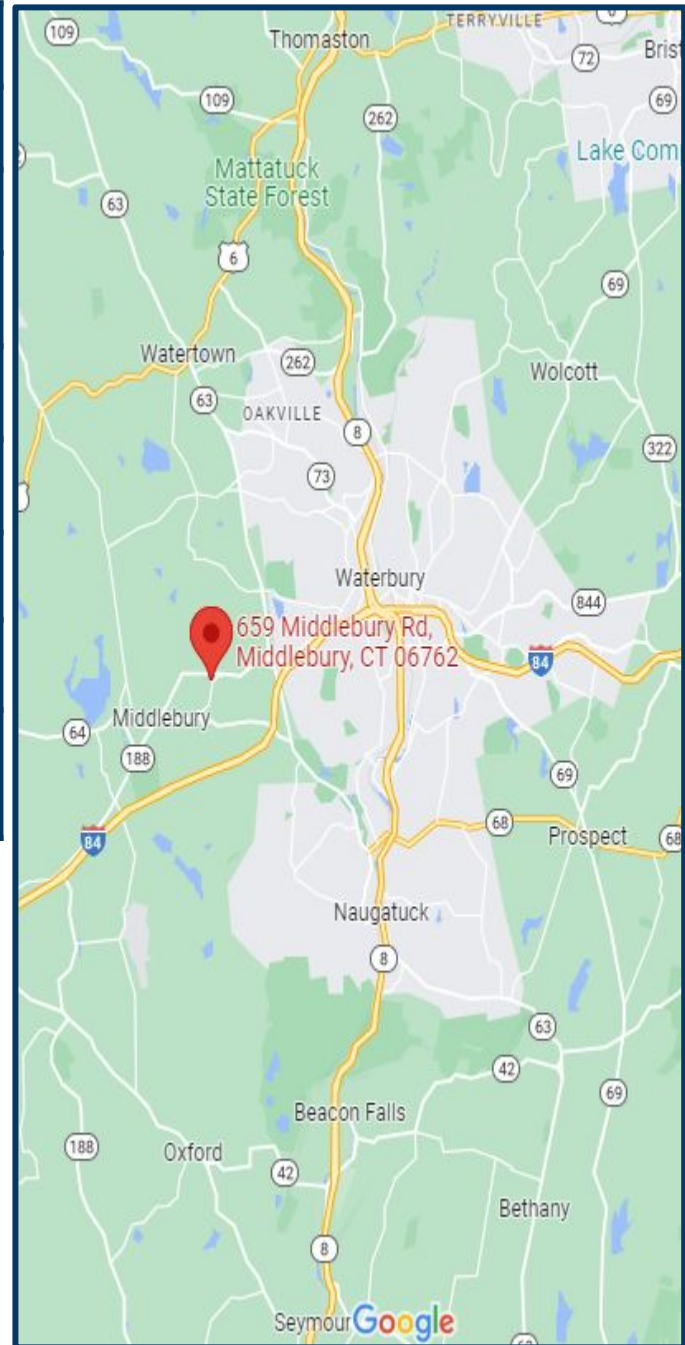 TERRYVILLE
6
109
Thomaston
72
Brist
109
262
69
Lake Com
Mattatuck
State Forest
63
6
69
Watertown
262
Wolcott
63
OAKVILLE
8
322
73
Waterbury
844
659 Middlebury Rd,
Middlebury, CT 06762
84
Middlebury
64
188
69
68
Prospect
68
84
Naugatuck
8
63
42
69
Beacon Falls
188
Oxford
42
Bethany
8
Seymour
Google